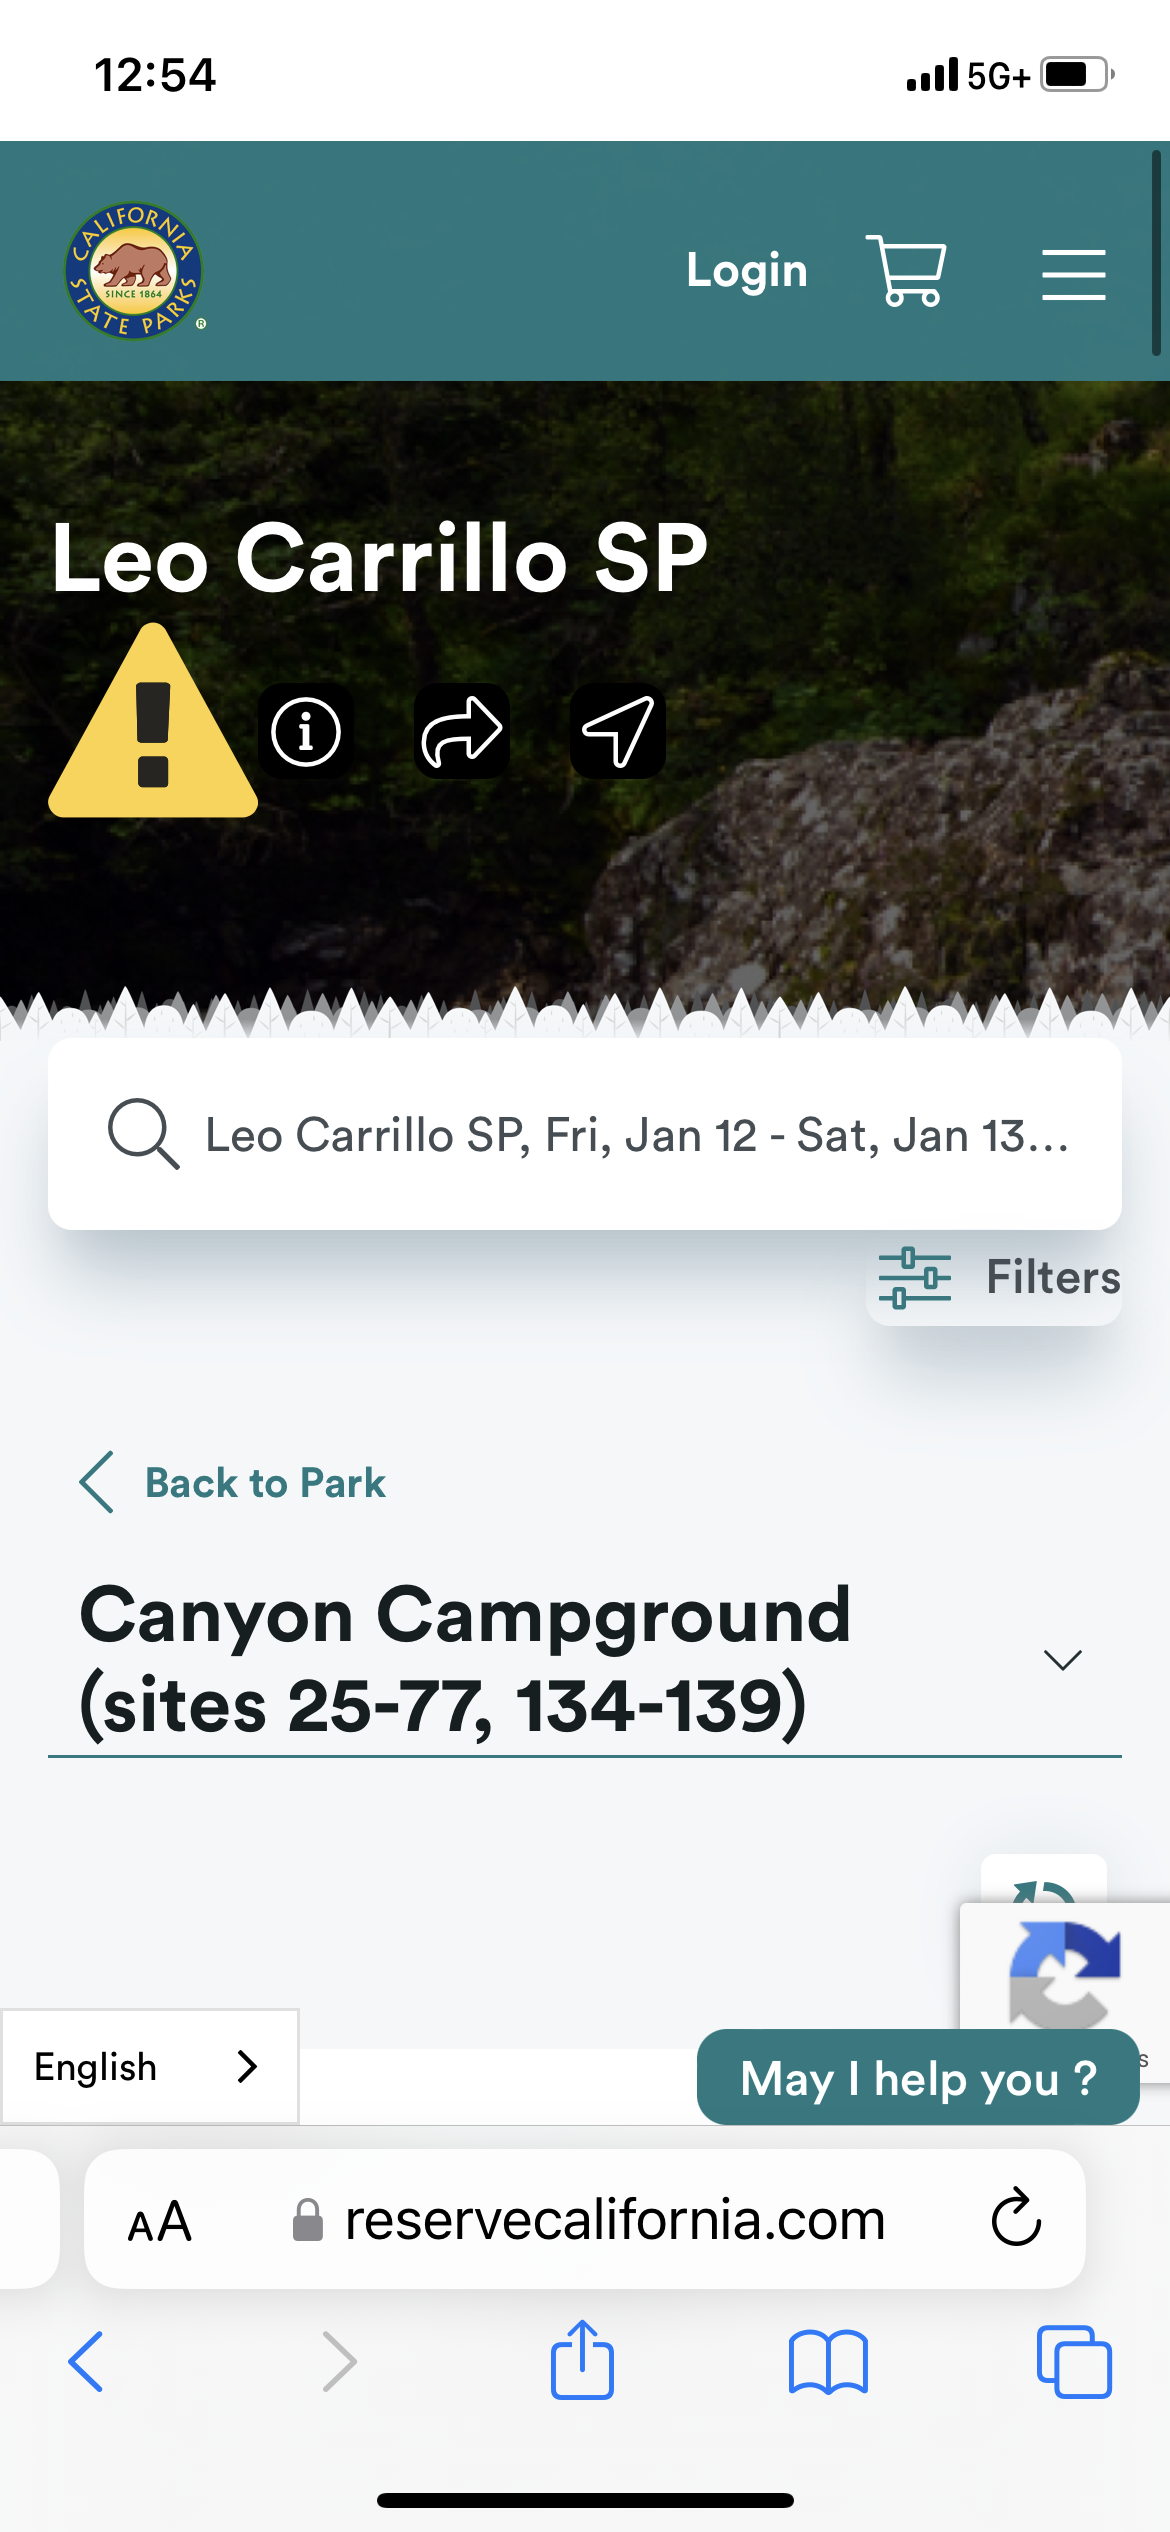 12:54
5G+
CALIFORNIA
SINCE 1864
STATE PARKS
®
Login
Leo Carrillo SP
Leo Carrillo SP, Fri, Jan 12 - Sat, Jan 13...
Filters
Back to Park
Canyon Campground
(sites 25-77, 134-139)
English
May I help you ?
s
AA
reservecalifornia.com